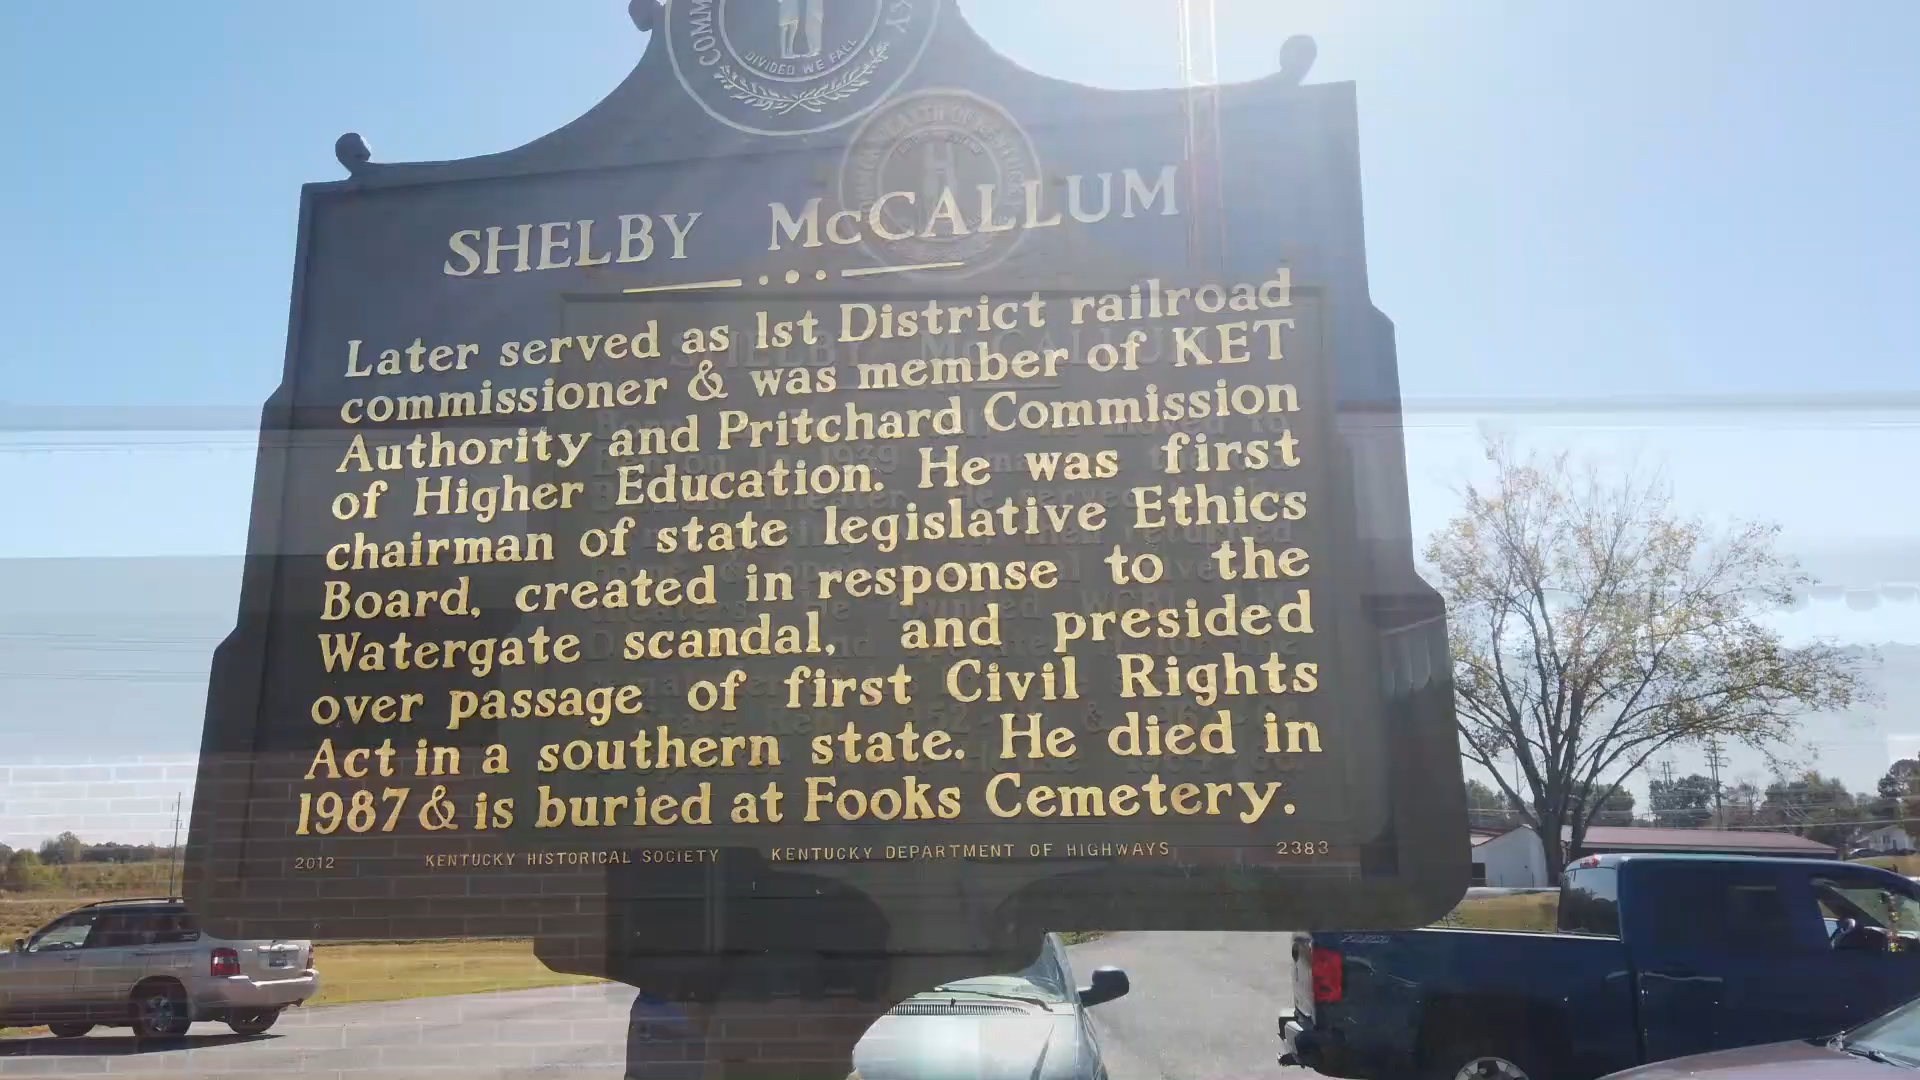 DIVIDED WE FALL
SHELBY McCALLUM
Later served as 1st District railroad
commissioner & was member of KET
Authority and Pritchard Commission
of Higher Education. He was first
chairman of state legislative Ethics
Board, created in response to the
Watergate scandal, and presided
over passage of first Civil Rights
Act in a southern state. He died in
1987 & is buried at Fooks Cemetery.
2012 KENTUCKY HISTORICAL SOCIETY KENTUCKY DEPARTMENT OF HIGHWAYS 2383